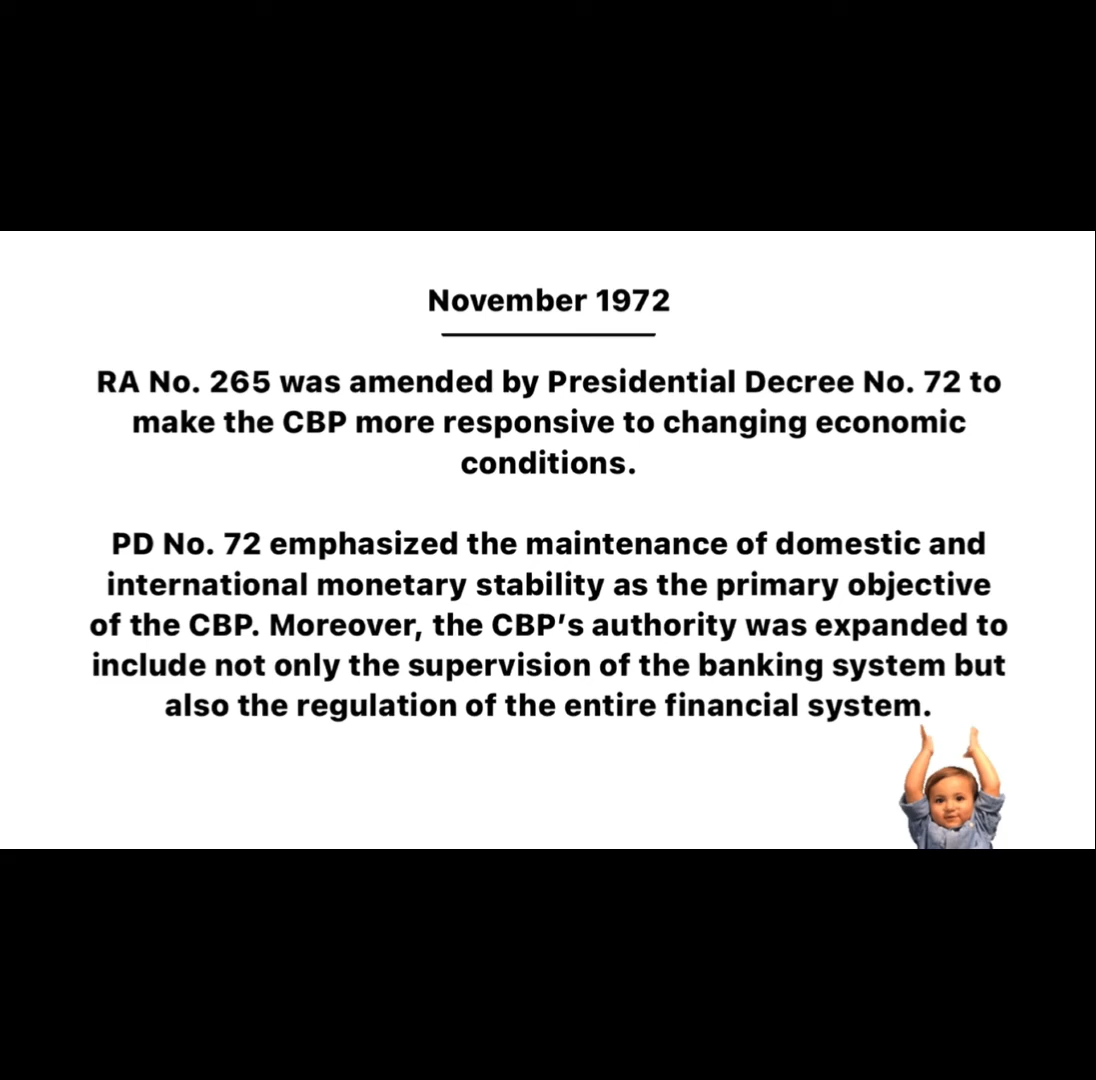 November 1972
RA No. 265 was amended by Presidential Decree No. 72 to
make the CBP more responsive to changing economic
conditions.
PD No. 72 emphasized the maintenance of domestic and
international monetary stability as the primary objective
of the CBP. Moreover, the CBP’s authority was expanded to
include not only the supervision of the banking system but
also the regulation of the entire financial system.